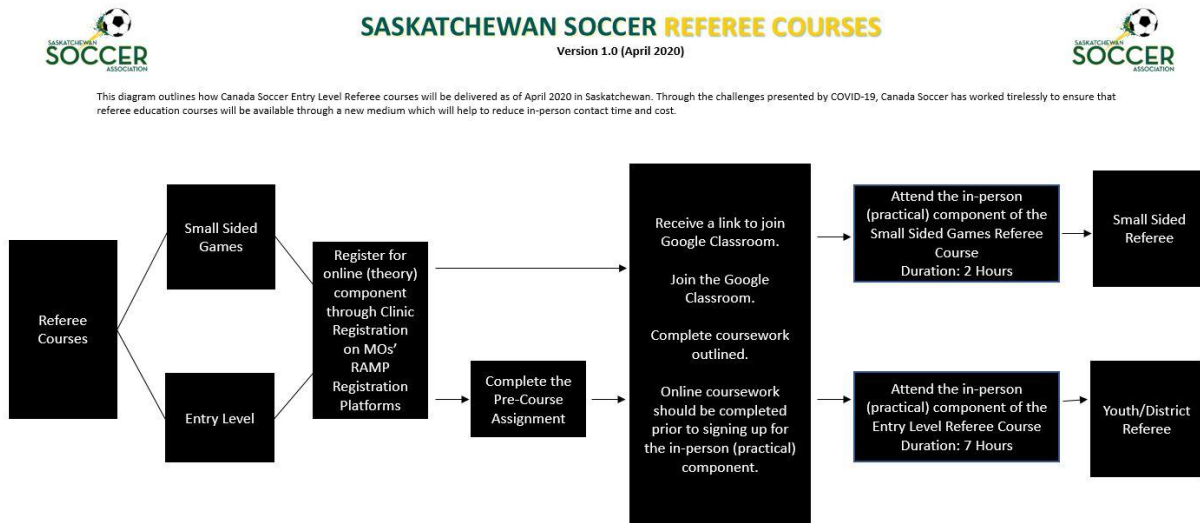 SASKATCHEWAN
SOCCER
ASSOCIATION
SASKATCHEWAN SOCCER REFEREE COURSES
Version 1.0 (April 2020)
SASKATCHEWAN
SOCCER
ASSOCIATION
This diagram outlines how Canada Soccer Entry Level Referee courses will be delivered as of April 2020 in Saskatchewan. Through the challenges presented by COVID-19, Canada Soccer has worked tirelessly to ensure that
referee education courses will be available through a new medium which will help to reduce in-person contact time and cost.
Referee
Courses
Small Sided
Games
Entry Level
Register for
online (theory)
component
through Clinic
Registration
on MOs'
RAMP
Registration
Platforms
Complete the
Pre-Course
Assignment
Receive a link to join
Google Classroom.
Join the Google
Classroom.
Complete coursework
outlined.
Online coursework
should be completed
prior to signing up for
the in-person (practical)
component.
Attend the in-person
(practical) component of the
Small Sided Games Referee
Course
Duration: 2 Hours
Small Sided
Referee
Attend the in-person
(practical) component of the
Entry Level Referee Course
Duration: 7 Hours
Youth/District
Referee